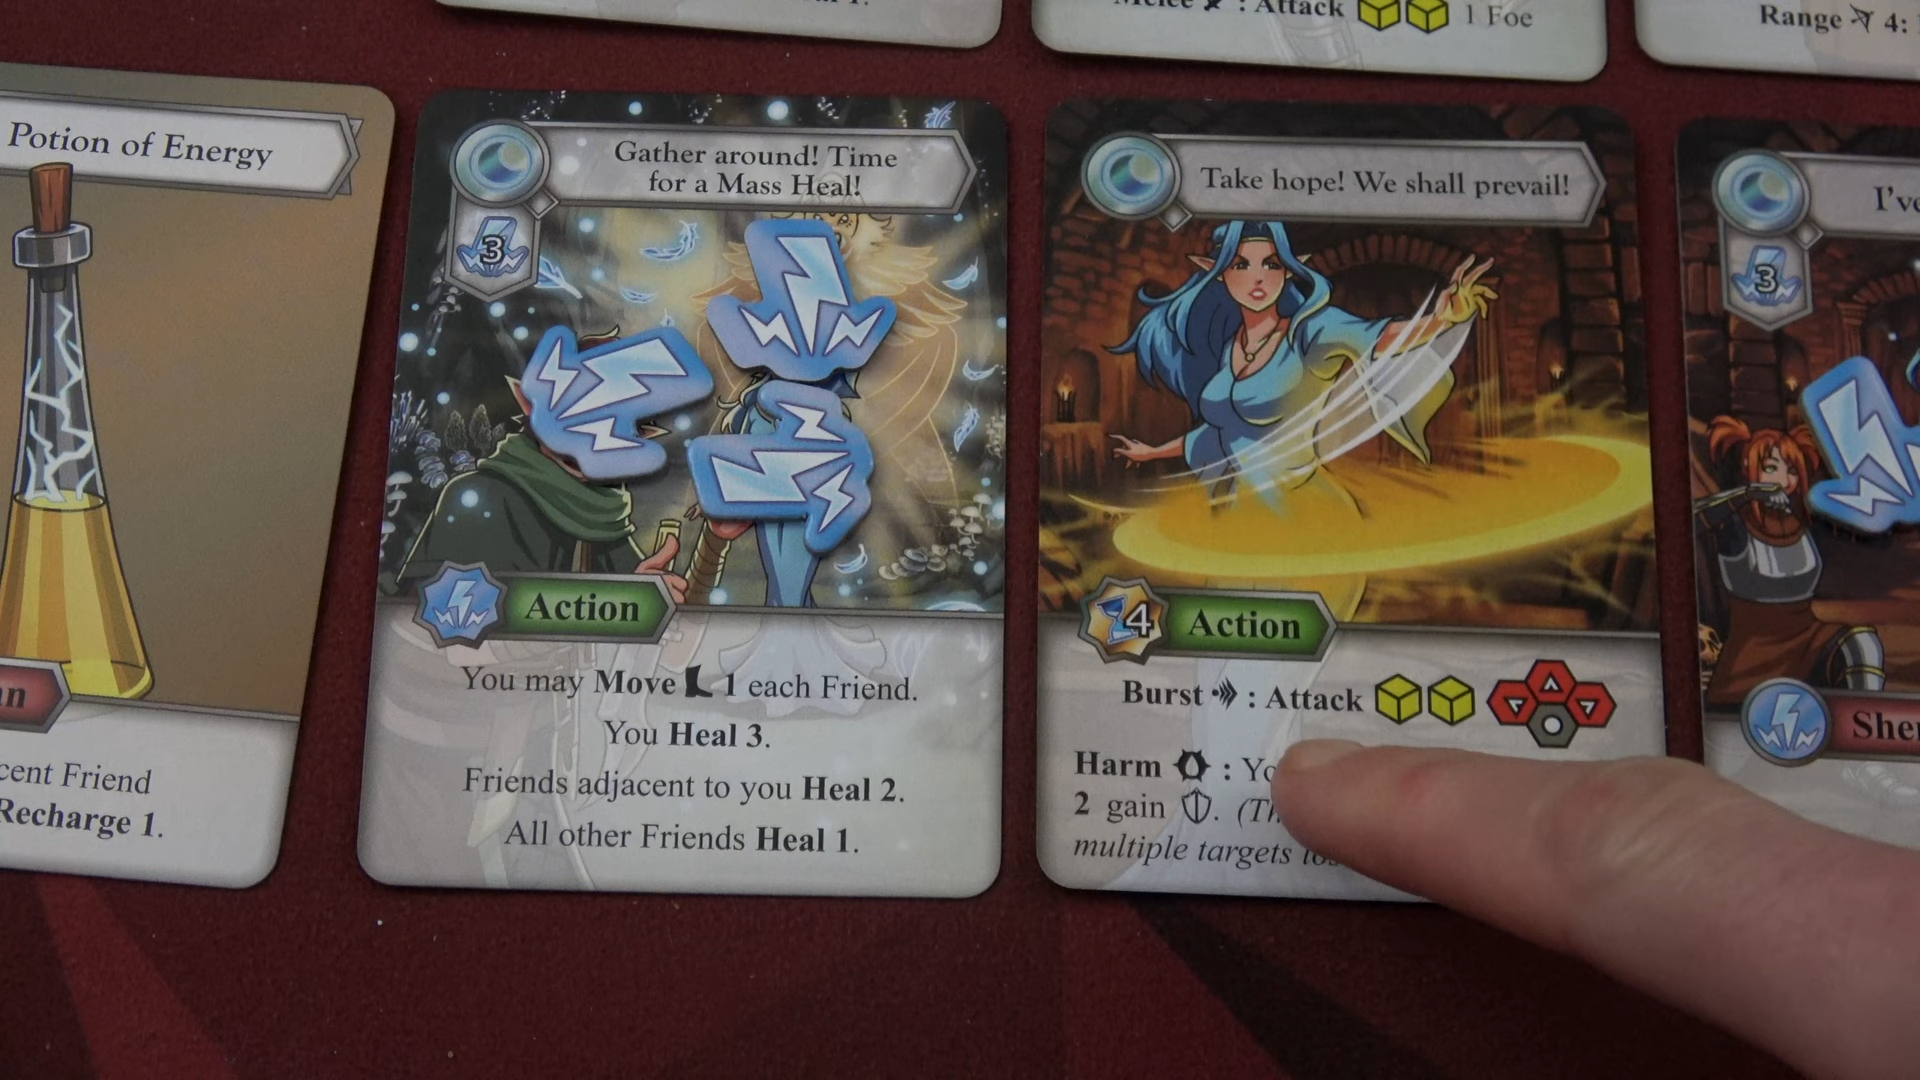 : Attack 1 Foe
Range 4:
Potion of Energy
cent Friend
Recharge 1.
Gather around! Time
for a Mass Heal!
3
Action
You may Move 1 each Friend.
You Heal 3.
Friends adjacent to you Heal 2.
All other Friends Heal 1.
Take hope! We shall prevail!
4 Action
Burst : Attack
Harm :
2 gain .
multiple targets
I've
3